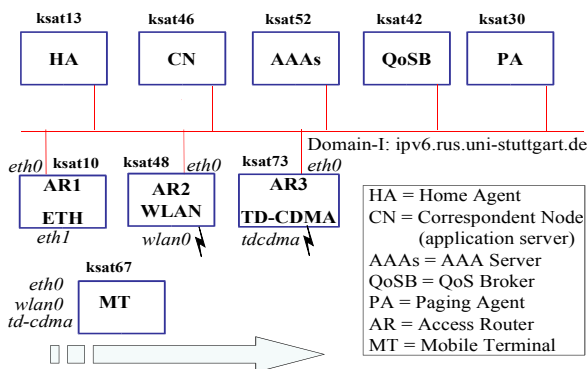 ksat13 ksat46 ksat52 ksat42 ksat30
HA CN AAAs QoSB PA
Domain-I: ipv6.rus.uni-stuttgart.de
eth0 ksat10 ksat48 eth0 ksat73 eth0
AR1 AR2 AR3
ETH WLAN TD-CDMA
eth1 wlan0 tdcdma
ksat67
eth0
wlan0
td-cdma
MT
HA = Home Agent
CN = Correspondent Node
(application server)
AAAs = AAA Server
QoSB = QoS Broker
PA = Paging Agent
AR = Access Router
MT = Mobile Terminal